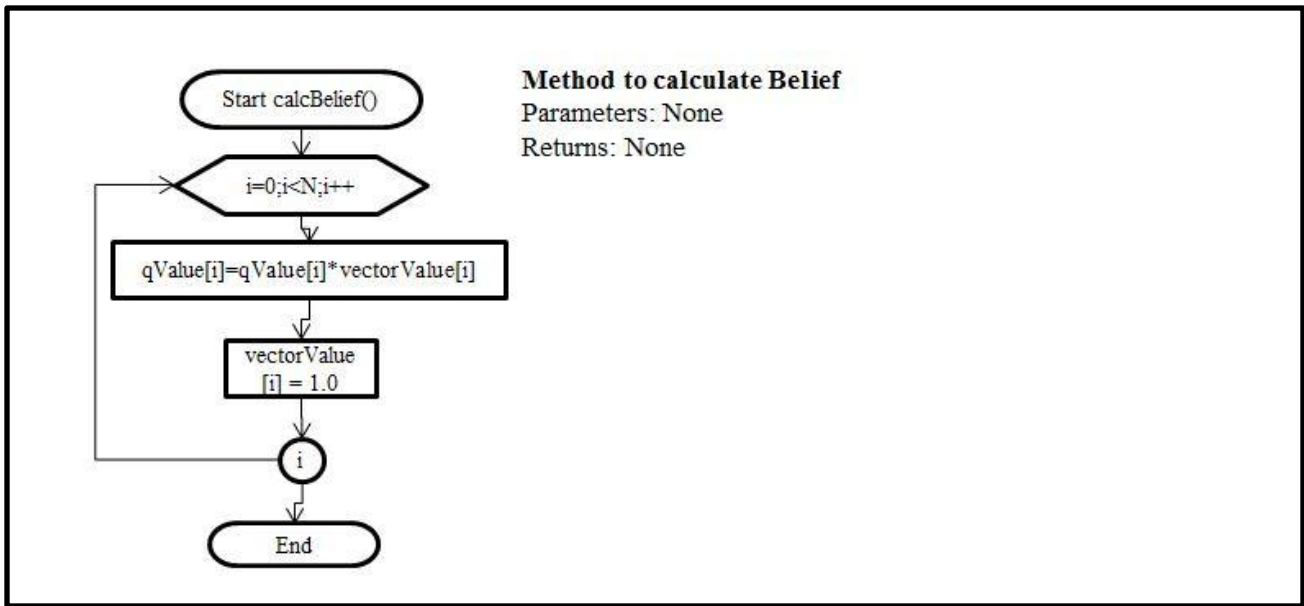 Method to calculate Belief
Parameters: None
Returns: None
Start calcBelief()
i=0;i<N;i++
qValue[i]=qValue[i]*vectorValue[i]
vectorValue
[i] = 1.0
i
End